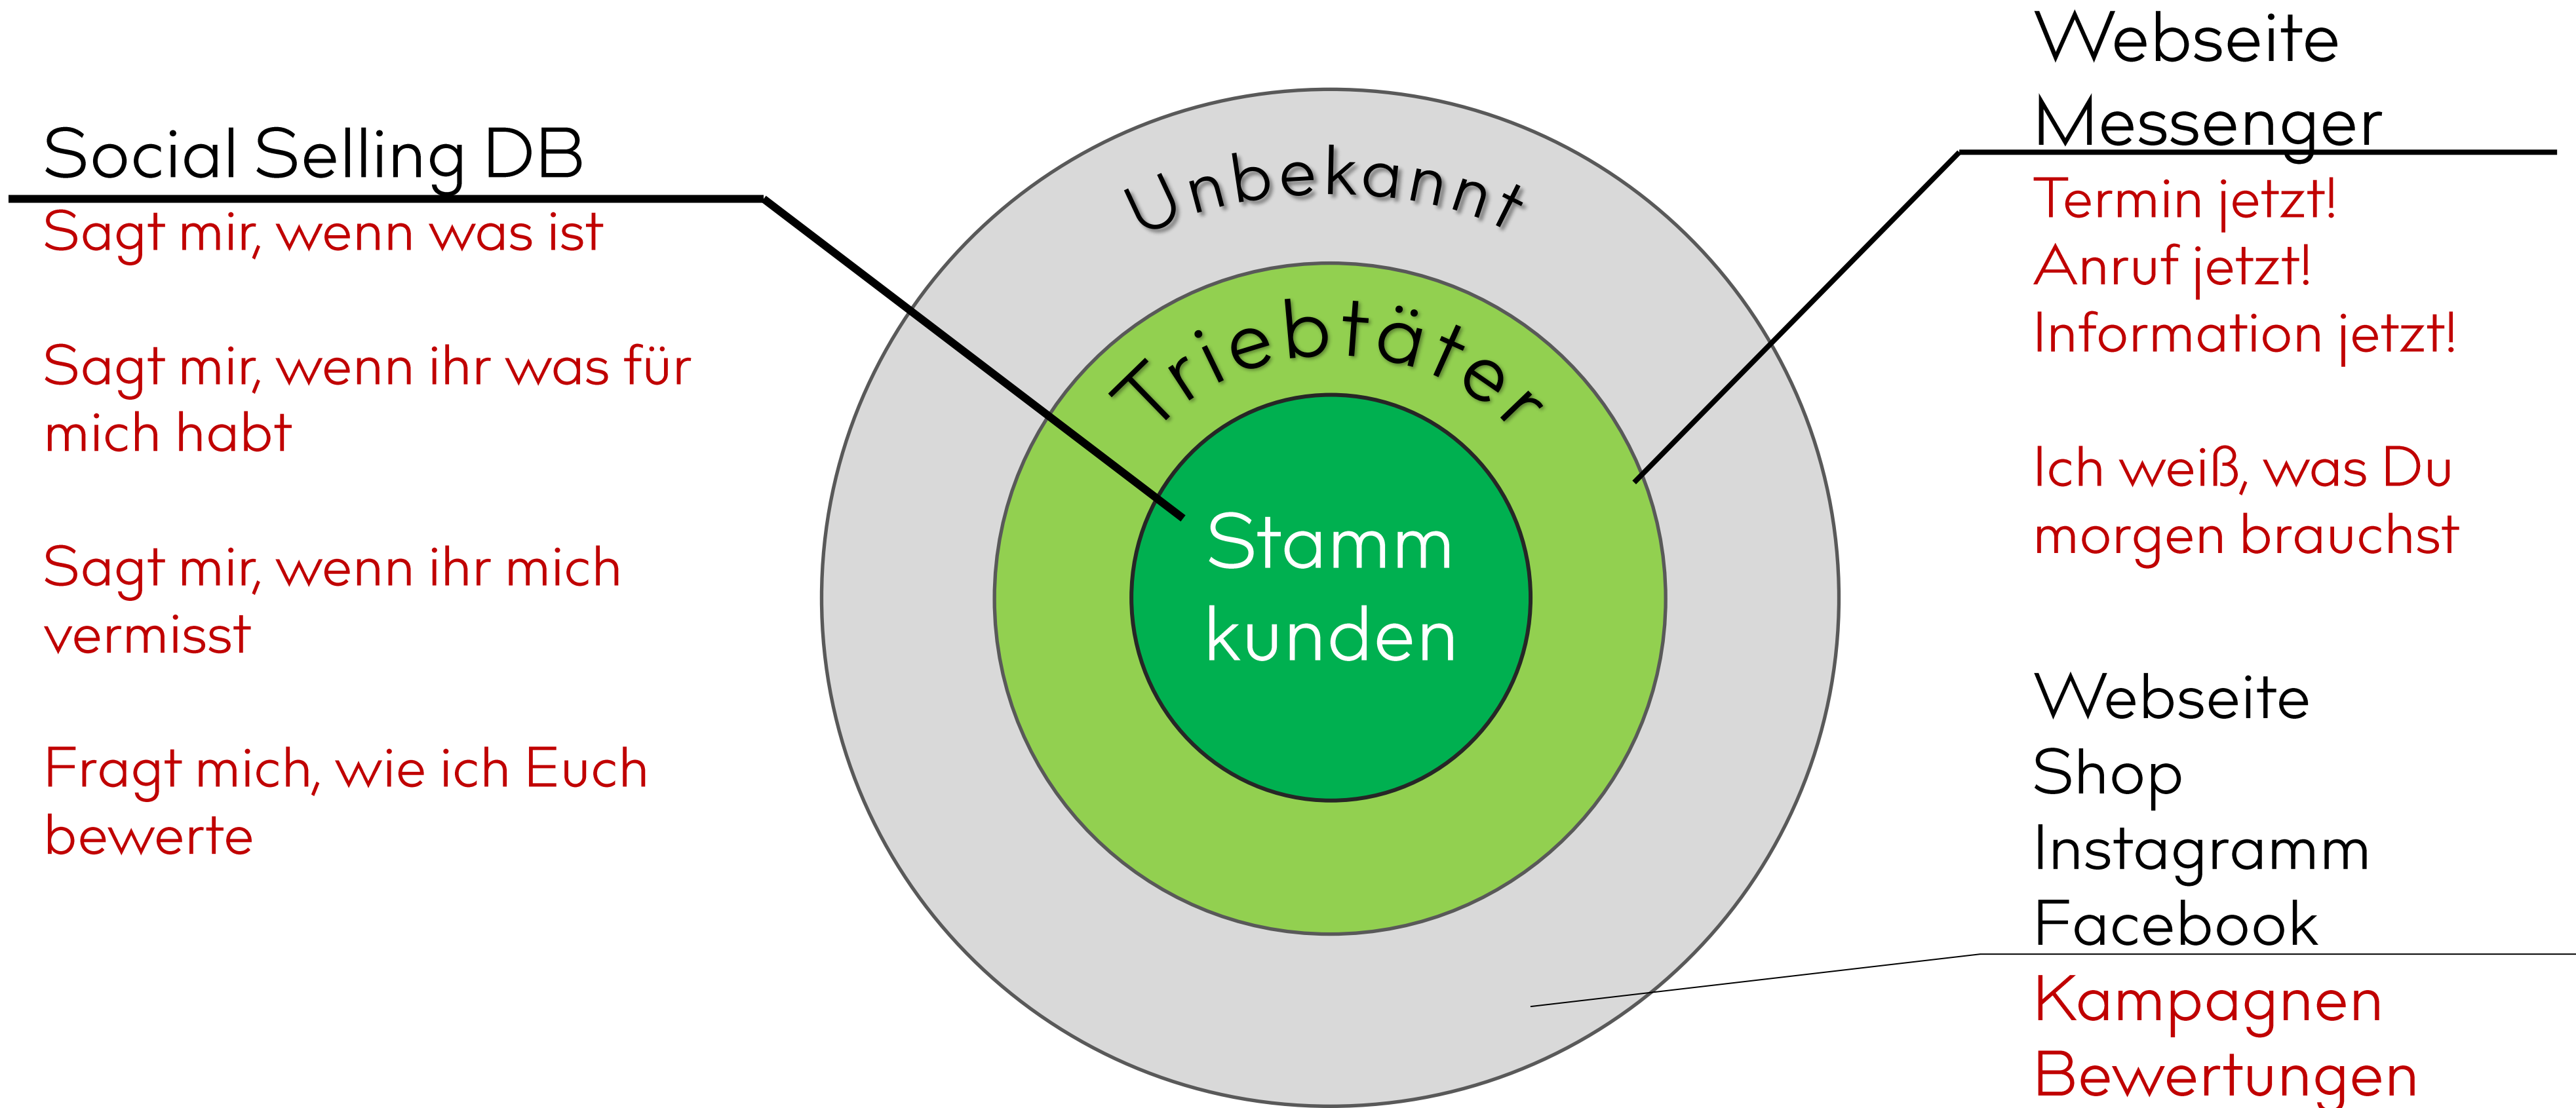 Social Selling DB
Sagt mir, wenn was ist
Sagt mir, wenn ihr was für
mich habt
Sagt mir, wenn ihr mich
vermisst
Fragt mich, wie ich Euch
bewerte
Unbekannt
Triebtäter
Stamm
kunden
Webseite
Messenger
Termin jetzt!
Anruf jetzt!
Information jetzt!
Ich weiß, was Du
morgen brauchst
Webseite
Shop
Instagramm
Facebook
Kampagnen
Bewertungen